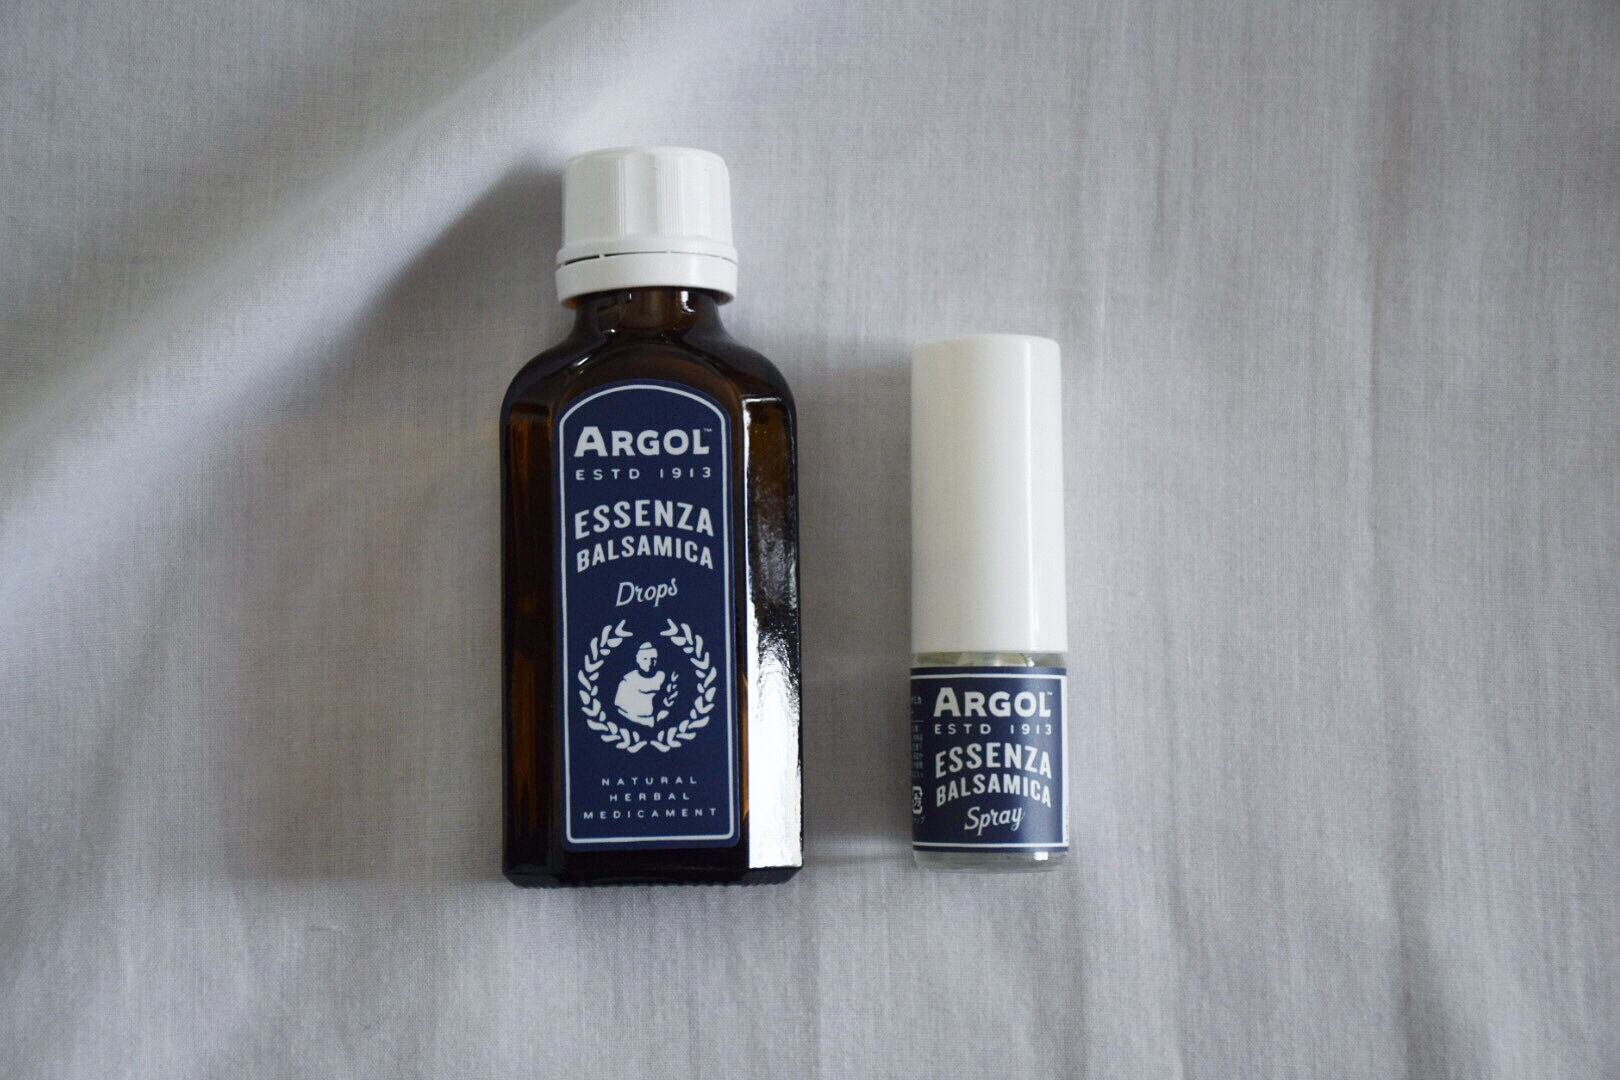 ARGOL™
ESTD 1913
ESSENZA
BALSAMICA
Drops
NATURAL
HERBAL
MEDICAMENT
ARGOL™
ESTD 1913
ESSENZA
BALSAMICA
Spray